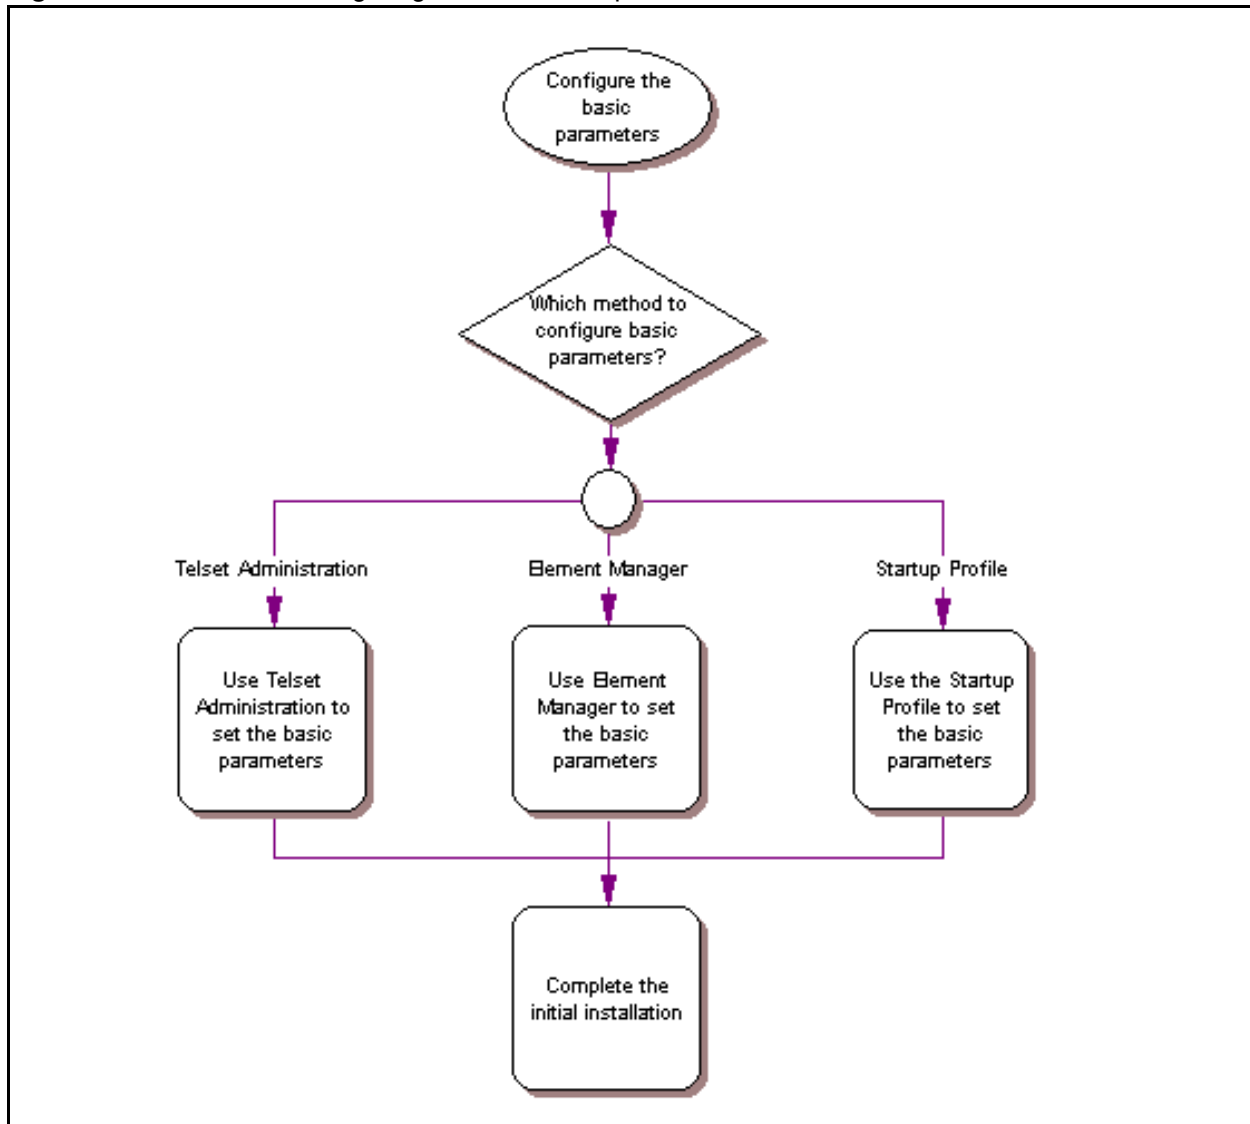 Configure the
basic
parameters
Which method to
configure basic
parameters?
Telset Administration
Element Manager
Startup Profile
Use Telset
Administration to
set the basic
parameters
Use Element
Manager to set
the basic
parameters
Use the Startup
Profile to set
the basic
parameters
Complete the
initial installation